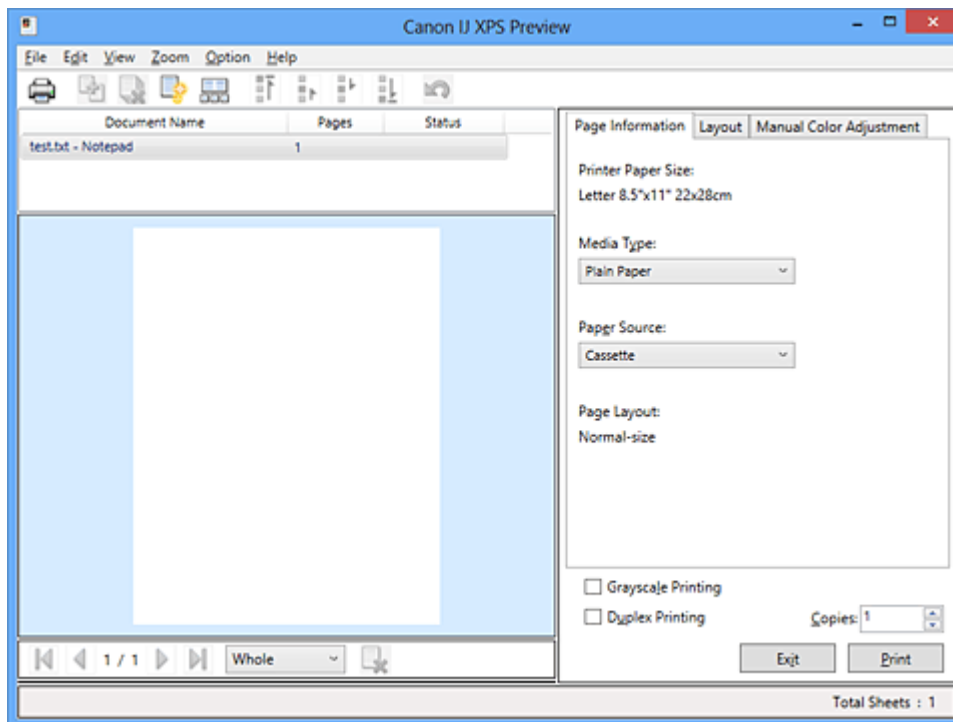 Canon IJ XPS Preview
File Edit View Zoom Option Help
Document Name Pages Status
test.txt - Notepad 1
Page Information Layout Manual Color Adjustment
Printer Paper Size:
Letter 8.5"x11" 22x28cm
Media Type:
Plain Paper
Paper Source:
Cassette
Page Layout:
Normal-size
Grayscale Printing
Duplex Printing
Copies: 1
1 / 1 Whole
Exit Print
Total Sheets : 1